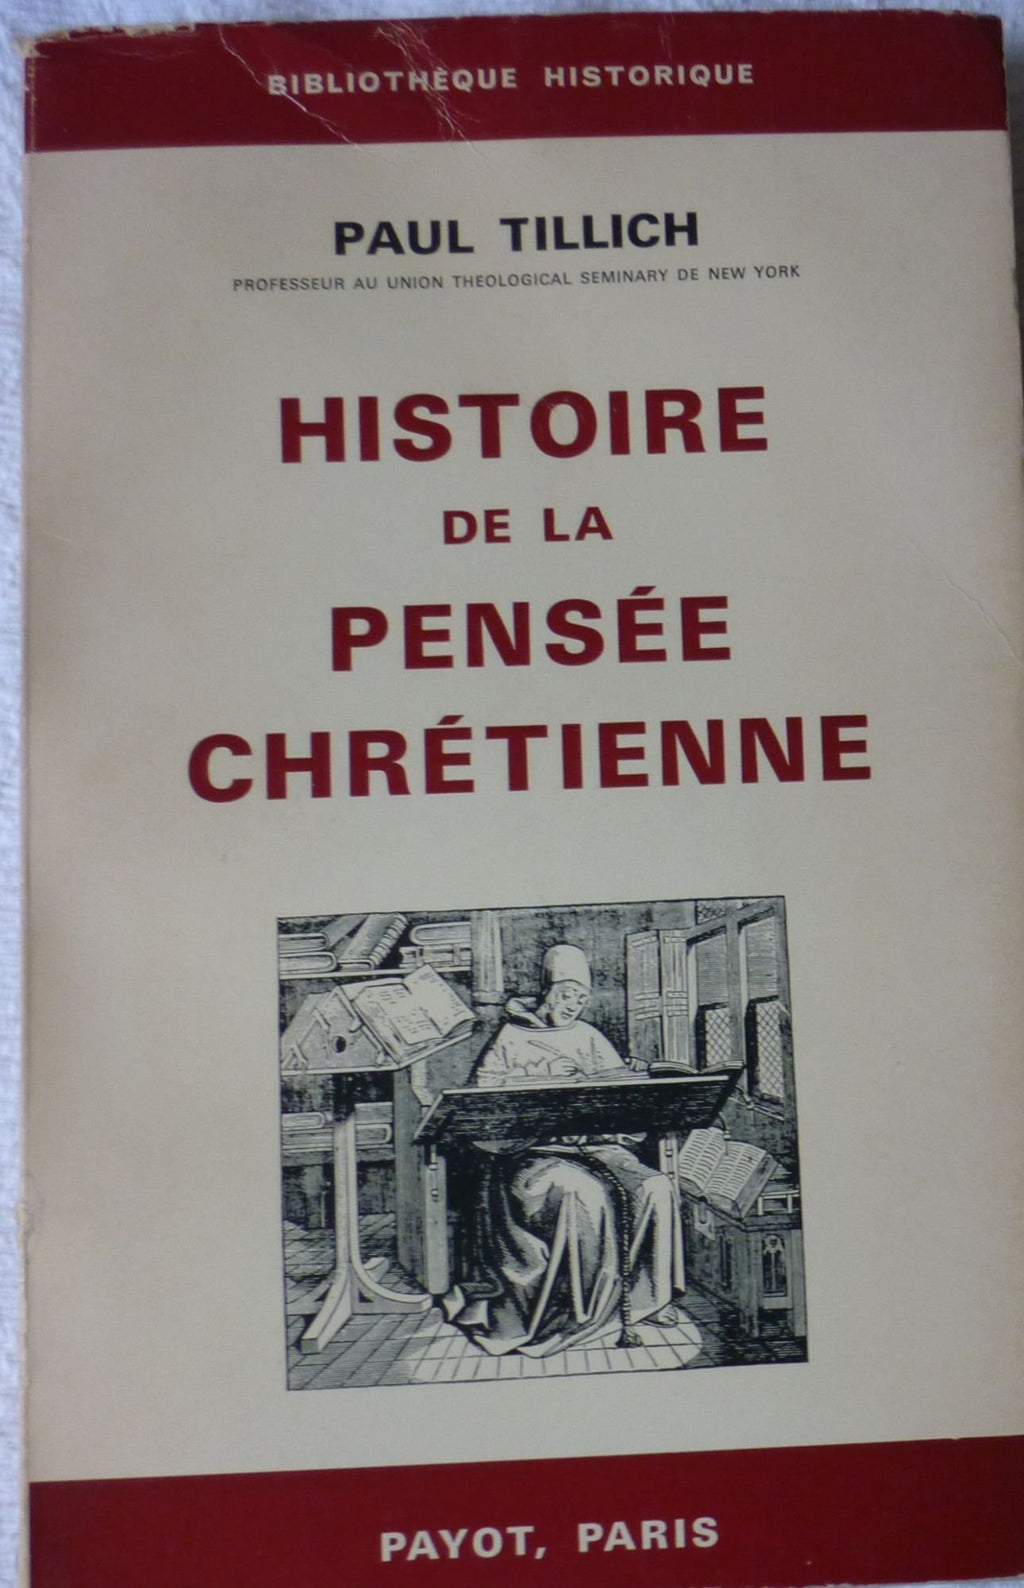 BIBLIOTHÈQUE HISTORIQUE
PAUL TILLICH
PROFESSEUR AU UNION THEOLOGICAL SEMINARY DE NEW YORK
HISTOIRE
DE LA
PENSÉE
CHRÉTIENNE
PAYOT, PARIS